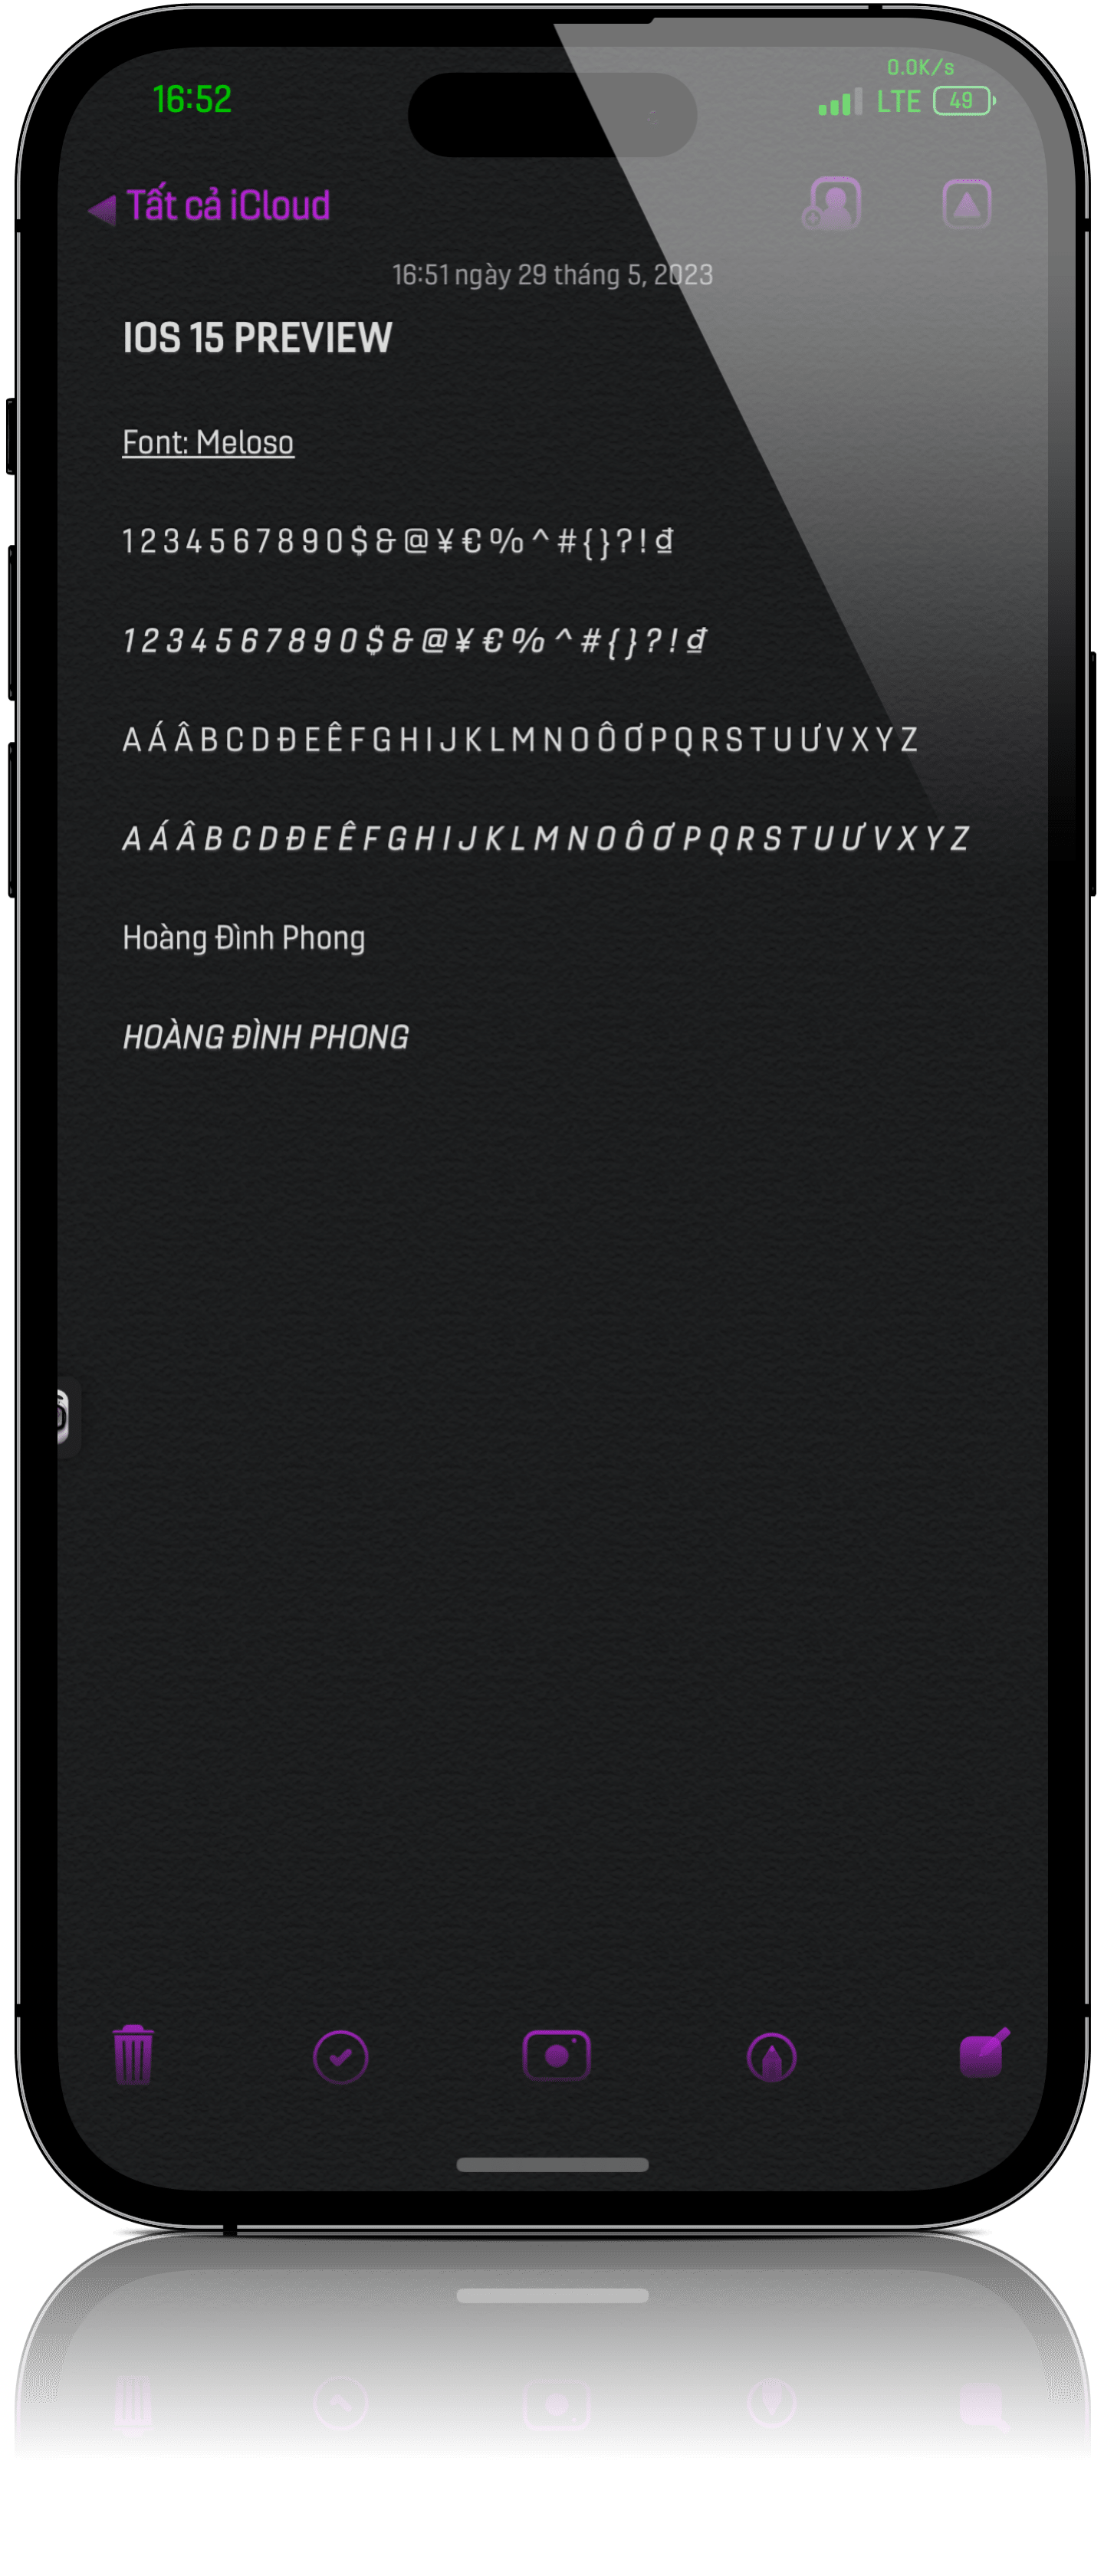 16:52
0.0K/s
LTE 49
Tất cả iCloud
16:51 ngày 29 tháng 5, 2023
IOS 15 PREVIEW
Font: Meloso
1 2 3 4 5 6 7 8 9 0 $ & @ ¥ € % ^ # { } ? ! ₫
1 2 3 4 5 6 7 8 9 0 $ & @ ¥ € % ^ # { } ? ! ₫
A Á Â B C D Đ E Ê F G H I J K L M N O Ô Ơ P Q R S T U Ư V X Y Z
A Á Â B C D Đ E Ê F G H I J K L M N O Ô Ơ P Q R S T U Ư V X Y Z
Hoàng Đình Phong
HOÀNG ĐÌNH PHONG